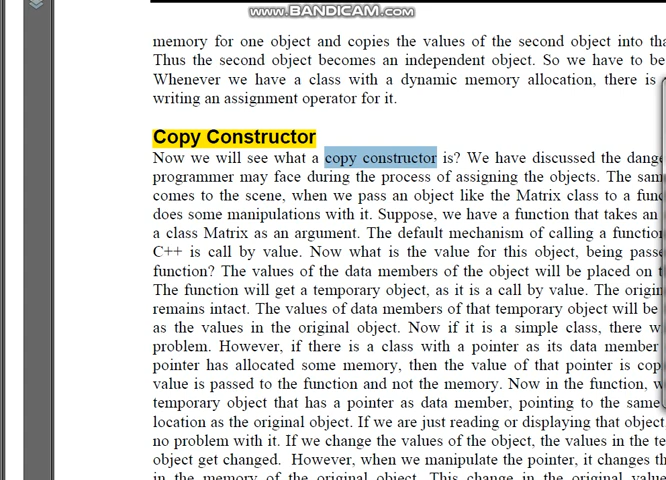 www.BANDICAM.com
memory for one object and copies the values of the second object into
Thus the second object becomes an independent object. So we have to be
Whenever we have a class with a dynamic memory allocation, there is
writing an assignment operator for it.
Copy Constructor
Now we will see what a copy constructor is? We have discussed the
programmer may face during the process of assigning the objects. The
comes to the scene, when we pass an object like the Matrix class to a
does some manipulations with it. Suppose, we have a function that takes an
a class Matrix as an argument. The default mechanism of calling a
C++ is call by value. Now what is the value for this object, being
function? The values of the data members of the object will be placed on
The function will get a temporary object, as it is a call by value. The
remains intact. The values of data members of that temporary object will be
as the values in the original object. Now if it is a simple class, there
problem. However, if there is a class with a pointer as its data member
pointer has allocated some memory, then the value of that pointer is
value is passed to the function and not the memory. Now in the function,
temporary object that has a pointer as data member, pointing to the same
location as the original object. If we are just reading or displaying that object
no problem with it. If we change the values of the object, the values in the
object get changed. However, when we manipulate the pointer, it changes
in the memory of the original object. This change in the original